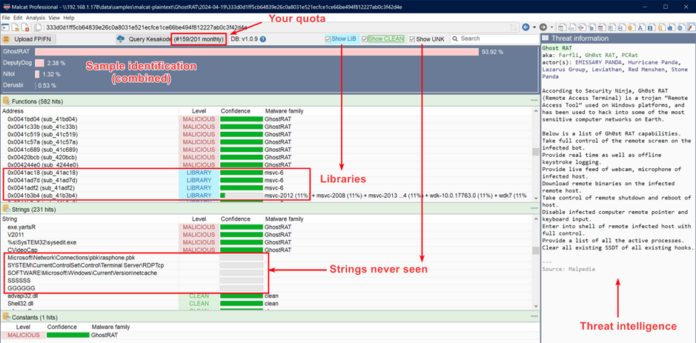 Your quota
Malcat Professional - \\192.168.1.17\data\samples\malcat-plaintext\GhostRAT\2024-04-19\333d0d1ff5cb664839836e26c0a8031e521ecfce1c66be494fb812227ab0c3f42d4e
File Edit Analysis Options Help
333d0d1ff5cb664839836e26c0a8031e521ecfce1c66be494fb812227ab0c3f42d4e
Upload FP/FN Query Kesakode (#159/201 monthly) DB: v1.0.9 Show LIB Show CLEAN Show UNK
GhostRAT 93.92 %
DeputyDog 2.38 %
Nitol 1.32 %
Denasbi 0.53 %
Sample identification
(combined)
Functions (582 hits)
Address Level Confidence Malware family
0x0041bd04 (sub_41bd04) MALICIOUS GhostRAT
0x0041c33b (sub_41c33b) MALICIOUS GhostRAT
0x0041c519 (sub_41c519) MALICIOUS GhostRAT
0x0041c57a (sub_41c57a) MALICIOUS GhostRAT
0x0041c689 (sub_41c689) MALICIOUS GhostRAT
0x00420bcb (sub_420bcb) MALICIOUS GhostRAT
0x004244e0 (sub_4244e0) MALICIOUS GhostRAT
0x0041ac18 (sub_41ac18) LIBRARY msvc-6
0x0041ad7d (sub_41ad7d) LIBRARY msvc-6
0x0041adf2 (sub_41adf2) LIBRARY msvc-6
0x0041b3b4 (sub_41b3b4) LIBRARY msvc-2012 (11%) + msvc-2008 (11%) + msvc-2013 ...4 (11%) + wdk-10.0.17763.0 (11%) + wdk7 (11%)
Libraries
Strings (231 hits)
String Level Confidence Malware family
exe.yartsR MALICIOUS GhostRAT
V2011 MALICIOUS GhostRAT
%s\SysTEM32\sysedit.exe MALICIOUS GhostRAT
CVideoCap MALICIOUS GhostRAT
Microsoft\Network\Connections\pbk\rasphone.pbk
SYSTEM\CurrentControlSet\Control\Terminal Server\RDPTcp
SOFTWARE\Microsoft\Windows\CurrentVersion\netcache
SSSSSS
GGGGGG
Strings never seen
advapi32.dll CLEAN clean
Shell32.dll CLEAN clean
Constants (1 hits)
Level Confidence Malware family
MALICIOUS GhostRAT
Threat information
Ghost RAT
aka: Farfli, Gh0st RAT, PCRat
actor(s): EMISSARY PANDA, Hurricane Panda,
Lazarus Group, Leviathan, Red Menshen, Stone
Panda
According to Security Ninja, Gh0st RAT
(Remote Access Terminal) is a trojan "Remote
Access Tool" used on Windows platforms, and
has been used to hack into some of the most
sensitive computer networks on Earth.
Below is a list of Gh0st RAT capabilities.
Take full control of the remote screen on the
infected bot.
Provide real time as well as offline
keystroke logging.
Provide live feed of webcam, microphone of
infected host.
Download remote binaries on the infected
remote host.
Take control of remote shutdown and reboot of
host.
Disable infected computer remote pointer and
keyboard input.
Enter into shell of remote infected host with
full control.
Provide a list of all the active processes.
Clear all existing SSDT of all existing hooks.
---
Source: Malpedia
Threat intelligence